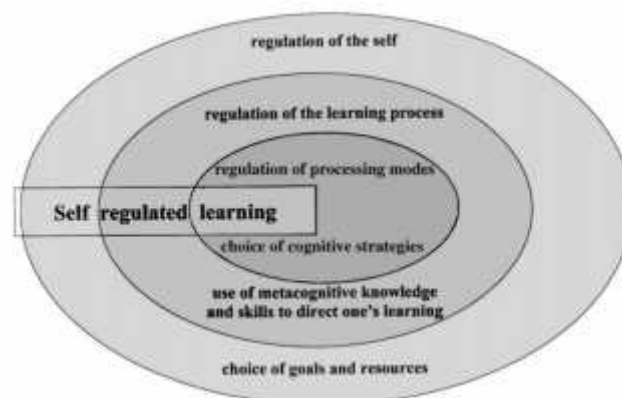 regulation of the self
regulation of the learning process
regulation of processing modes
Self regulated learning
choice of cognitive strategies
use of metacognitive knowledge
and skills to direct one's learning
choice of goals and resources